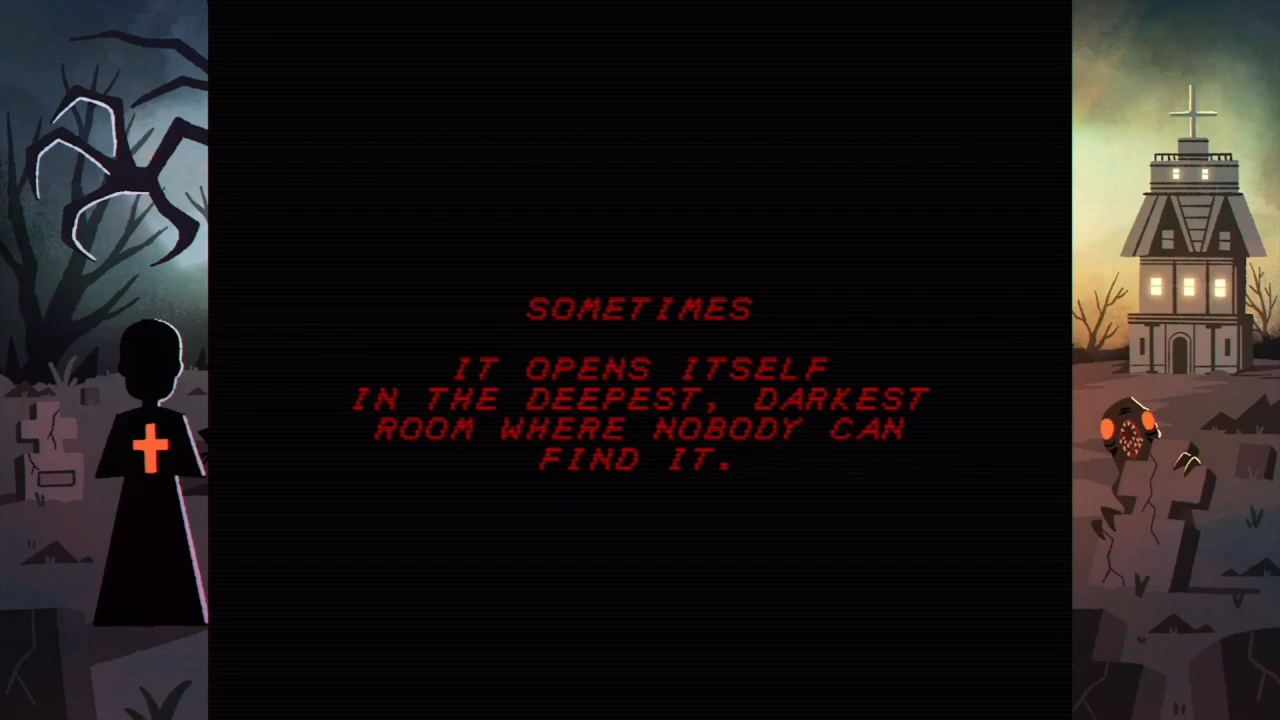 SOMETIMES
IT OPENS ITSELF
IN THE DEEPEST, DARKEST
ROOM WHERE NOBODY CAN
FIND IT.